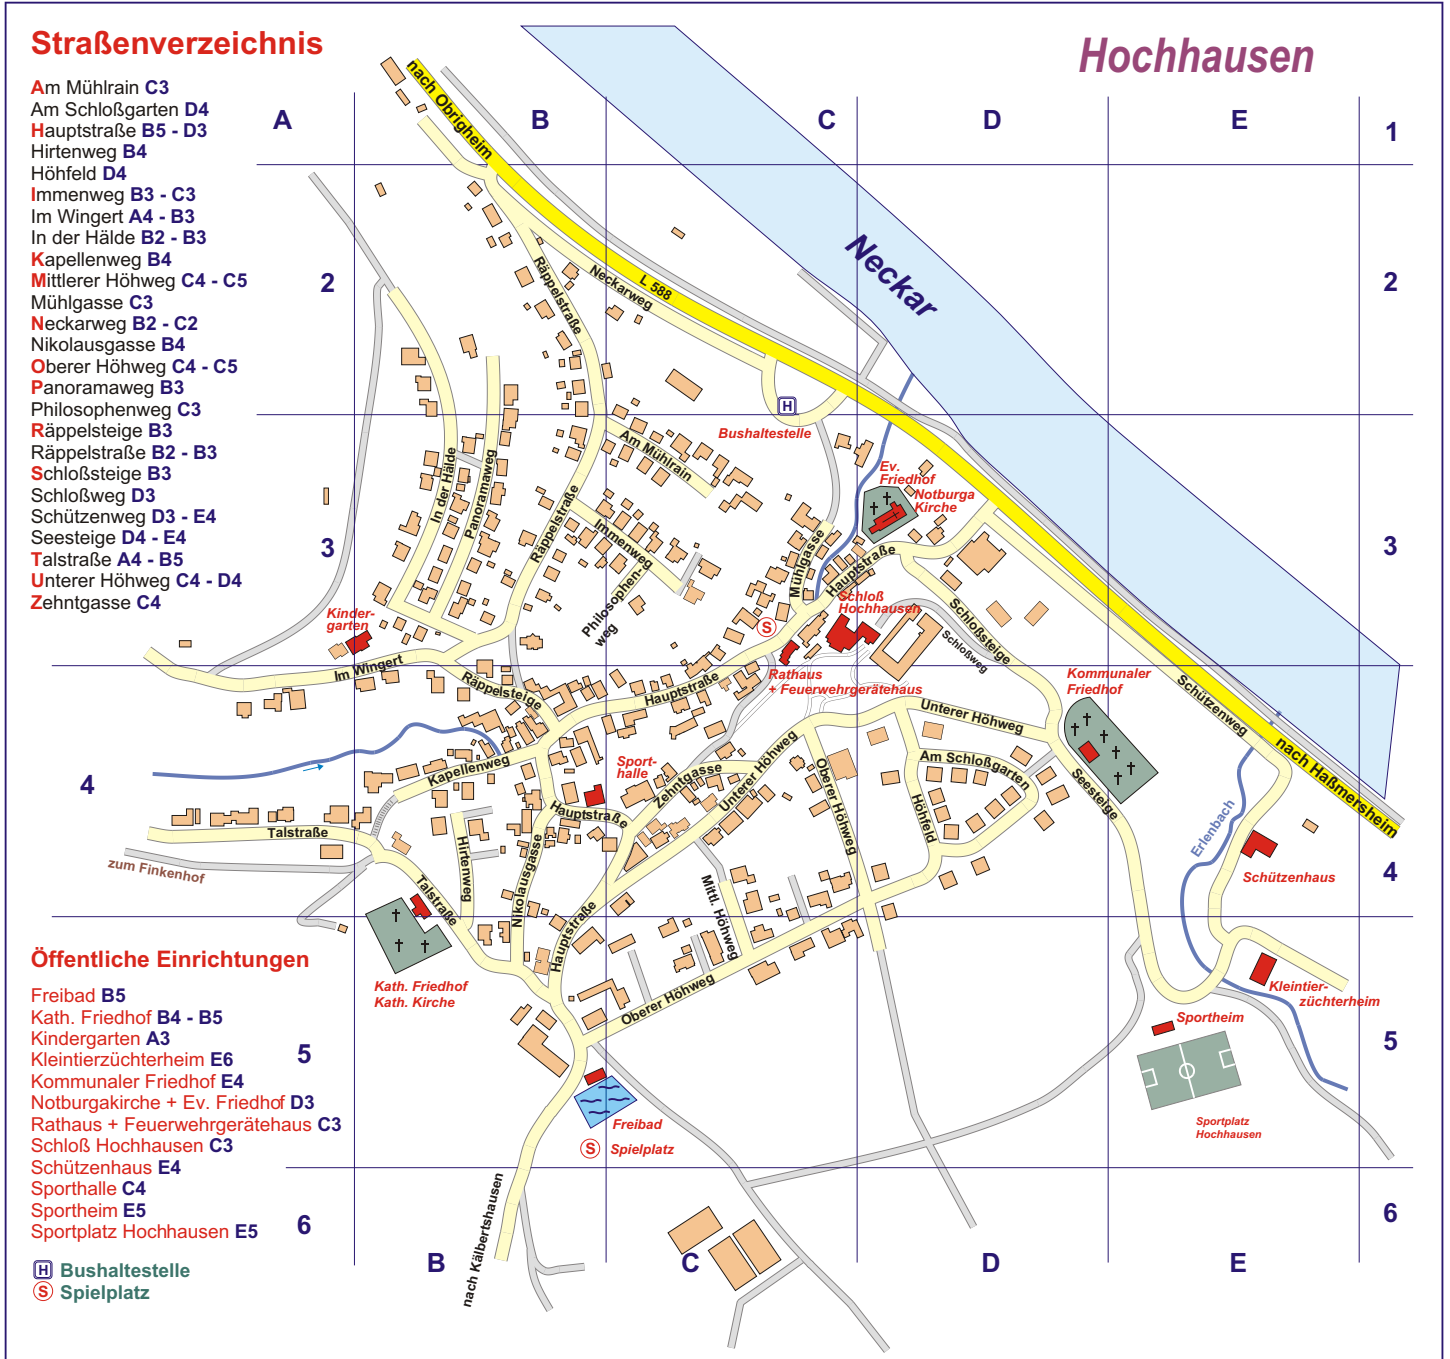 Straßenverzeichnis
Am Mühlrain C3
Am Schloßgarten D4
Hauptstraße B5 - D3
Hirtenweg B4
Höhfeld D4
Immenweg B3 - C3
Im Wingert A4 - B3
In der Hälde B2 - B3
Kapellenweg B4
Mittlerer Höhweg C4 - C5
Mühlgasse C3
Neckarweg B2 - C2
Nikolausgasse B4
Oberer Höhweg C4 - C5
Panoramaweg B3
Philosophenweg C3
Räppelsteige B3
Räppelstraße B2 - B3
Schloßsteige B3
Schloßweg D3
Schützenweg D3 - E4
Seesteige D4 - E4
Talstraße A4 - B5
Unterer Höhweg C4 - D4
Zehntgasse C4
Öffentliche Einrichtungen
Freibad B5
Kath. Friedhof B4 - B5
Kindergarten A3
Kleintierzüchterheim E6
Kommunaler Friedhof E4
Notburgakirche + Ev. Friedhof D3
Rathaus + Feuerwehrgerätehaus C3
Schloß Hochhausen C3
Schützenhaus E4
Sporthalle C4
Sportheim E5
Sportplatz Hochhausen E5
H Bushaltestelle
S Spielplatz
Hochhausen
A
B
C
D
E
1
nach Obrigheim
2
2
Neckar
L 588
Neckarweg
Räppelstraße
H
Bushaltestelle
3
3
Am Mühlrain
In der Hälde
Panoramaweg
Räppelstraße
Immenweg
Philosophen-
weg
Mühlgasse
Hauptstraße
Ev.
Friedhof
Notburga
Kirche
Schloß
Hochhausen
S
Schloßsteige
Schloßweg
Kinder-
garten
Im Wingert
Räppelsteige
Hauptstraße
Rathaus
+ Feuerwehrgerätehaus
Kommunaler
Friedhof
Schützenweg
nach Haßmersheim
4
4
Unterer Höhweg
Am Schloßgarten
Höhfeld
Seesteige
Oberer Höhweg
Unterer Höhweg
Zehntgasse
Sport-
halle
Kapellenweg
Hauptstraße
Talstraße
zum Finkenhof
Hirtenweg
Nikolausgasse
Talstraße
Mittl. Höhweg
Erlenbach
Schützenhaus
Hauptstraße
Kath. Friedhof
Kath. Kirche
Oberer Höhweg
Kleintier-
züchterheim
Sportheim
5
5
Sportplatz
Hochhausen
Freibad
S Spielplatz
6
6
nach Kälbertshausen
B
C
D
E